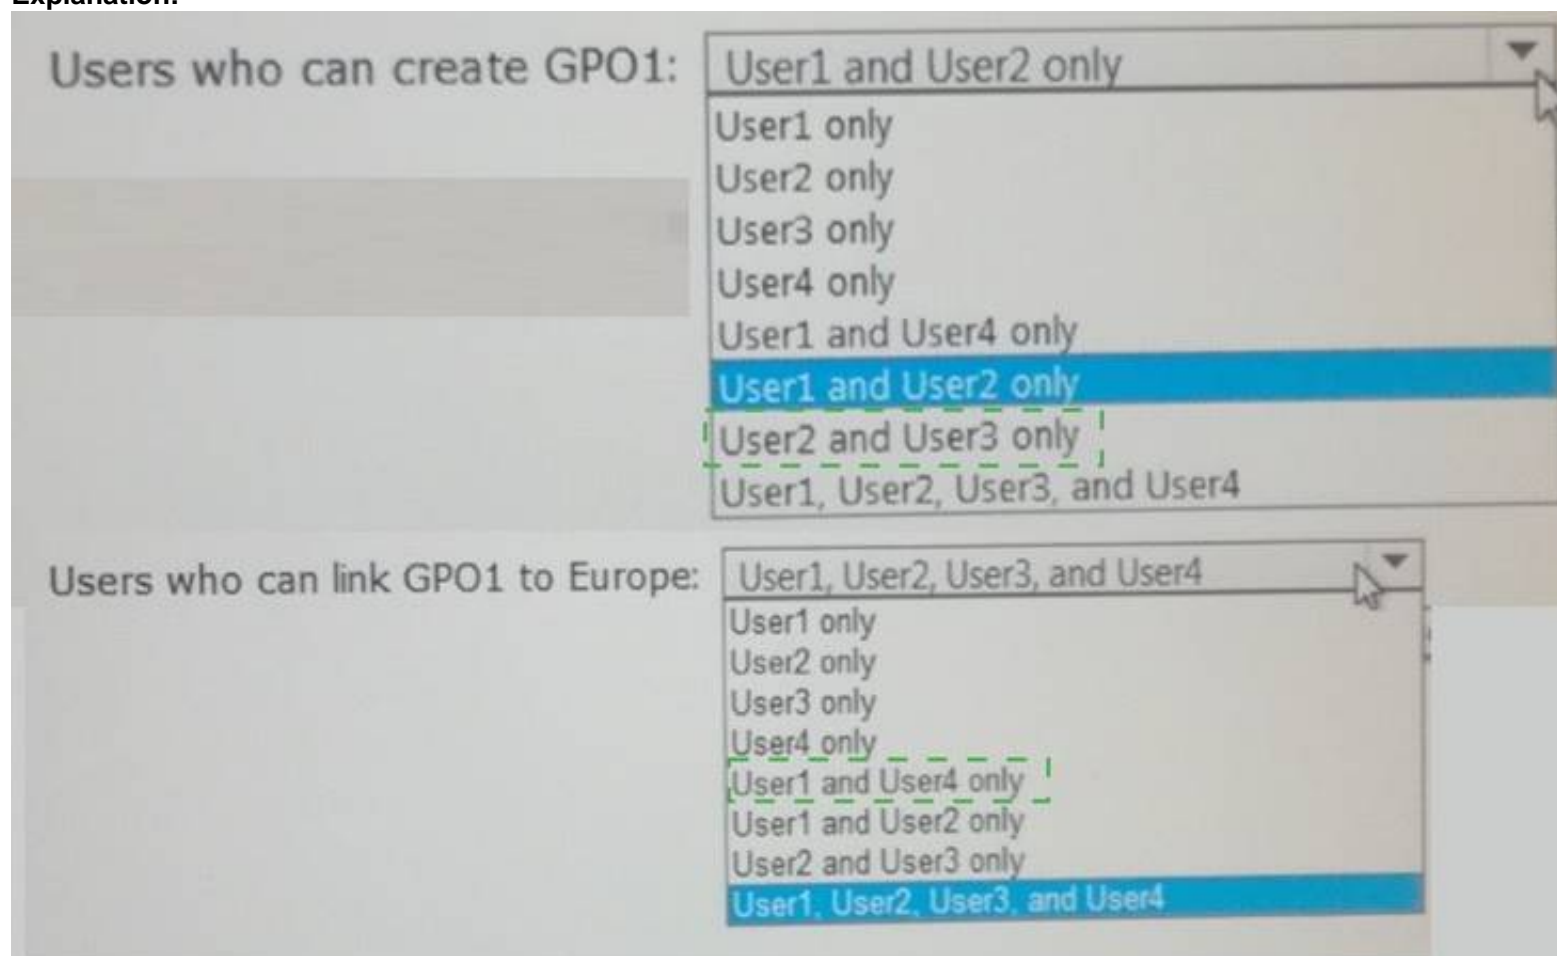 Explanation:
Users who can create GPO1: User1 and User2 only
User1 only
User2 only
User3 only
User4 only
User1 and User4 only
User1 and User2 only
User2 and User3 only
User1, User2, User3, and User4
Users who can link GPO1 to Europe: User1, User2, User3, and User4
User1 only
User2 only
User3 only
User4 only
User1 and User4 only
User1 and User2 only
User2 and User3 only
User1, User2, User3, and User4